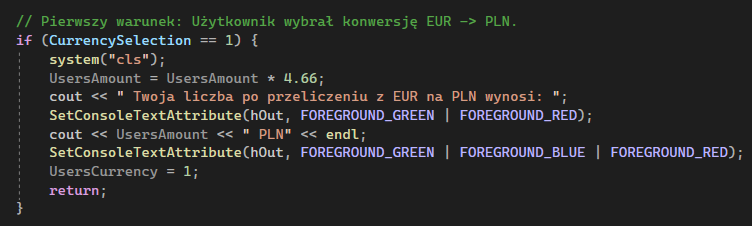 // Pierwszy warunek: Użytkownik wybrał konwersję EUR -> PLN.
if (CurrencySelection == 1) {
    system("cls");
    UsersAmount = UsersAmount * 4.66;
    cout << " Twoja liczba po przeliczeniu z EUR na PLN wynosi: ";
    SetConsoleTextAttribute(hOut, FOREGROUND_GREEN | FOREGROUND_RED);
    cout << UsersAmount << " PLN" << endl;
    SetConsoleTextAttribute(hOut, FOREGROUND_GREEN | FOREGROUND_BLUE | FOREGROUND_RED);
    UsersCurrency = 1;
    return;
}